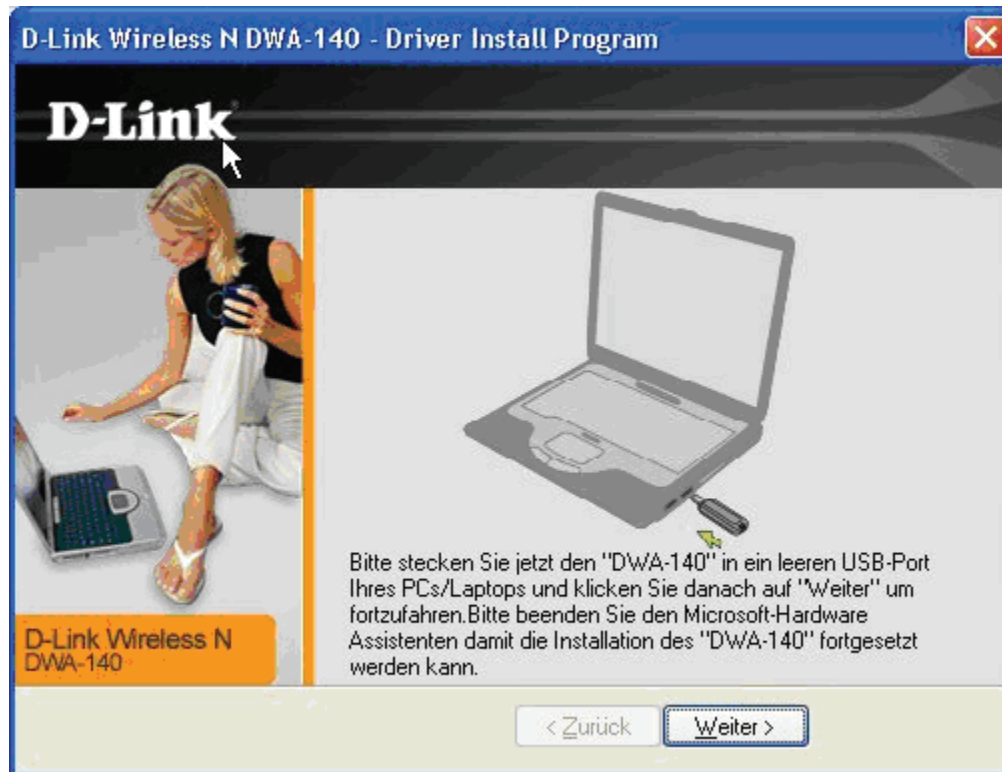 D-Link Wireless N DWA-140 - Driver Install Program
D-Link
Bitte stecken Sie jetzt den "DWA-140" in ein leeren USB-Port
Ihres PCs/Laptops und klicken Sie danach auf "Weiter" um
fortzufahren.Bitte beenden Sie den Microsoft-Hardware
Assistenten damit die Installation des "DWA-140" fortgesetzt
werden kann.
D-Link Wireless N
DWA-140
< Zurück
Weiter >